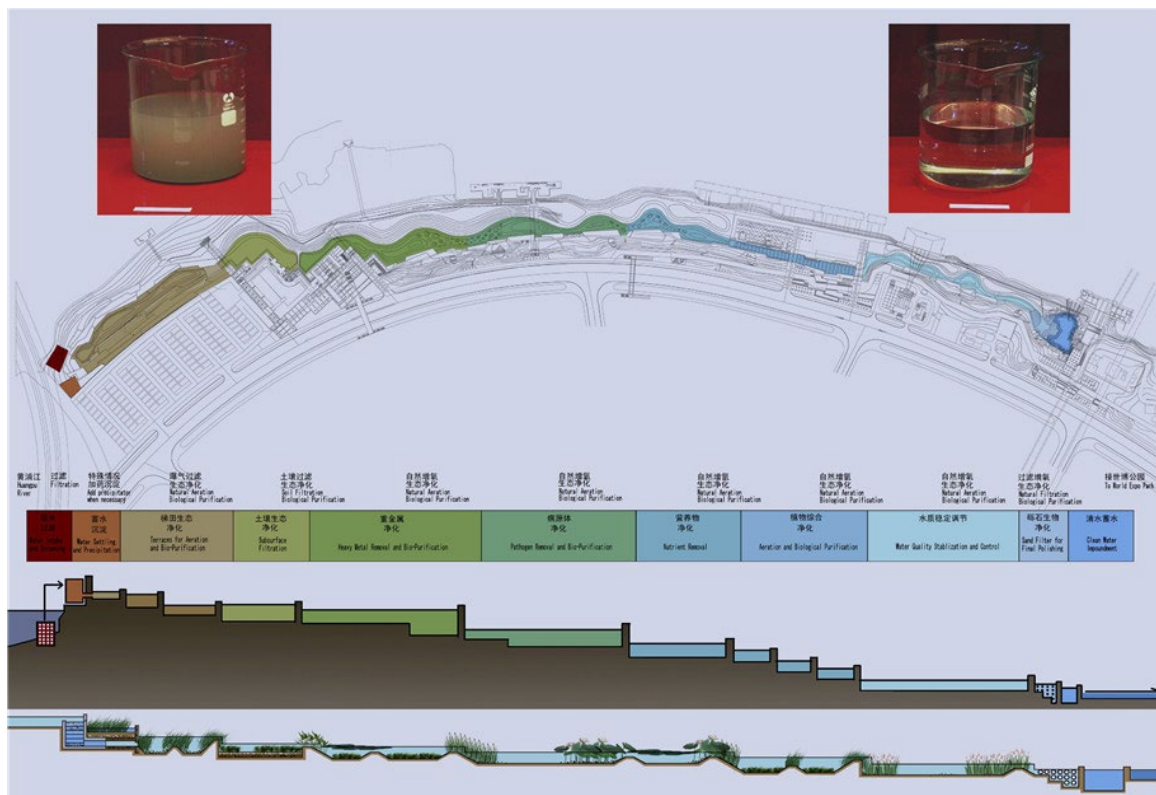 黄浦江
Huangpu
River
过滤
Filtration
特殊情况
加药沉淀
Add precipitator
when necessary
曝气过滤
生态净化
Natural Aeration
Biological Purification
土壤过滤
生态净化
Soil Filtration
Biological Purification
自然增氧
生态净化
Natural Aeration
Biological Purification
自然增氧
生态净化
Natural Aeration
Biological Purification
自然增氧
生态净化
Natural Aeration
Biological Purification
自然增氧
生态净化
Natural Aeration
Biological Purification
自然增氧
生态净化
Natural Aeration
Biological Purification
过滤增氧
生态净化
Natural Filtration
Biological Purification
接世博公园
To World Expo Park
蓄水
沉淀
Water Settling
and Precipitation
梯田生态
净化
Terraces for Aeration
and Bio-Purification
土壤生态
净化
Subsurface
Filtration
重金属
净化
Heavy Metal Removal and Bio-Purification
病原体
净化
Pathogen Removal and Bio-Purification
营养物
净化
Nutrient Removal
植物综合
净化
Aeration and Biological Purification
水质稳定调节
Water Quality Stablization and Control
砾石生物
净化
Sand Filter for
Final Polishing
清水蓄水
Clean Water
Impoundment